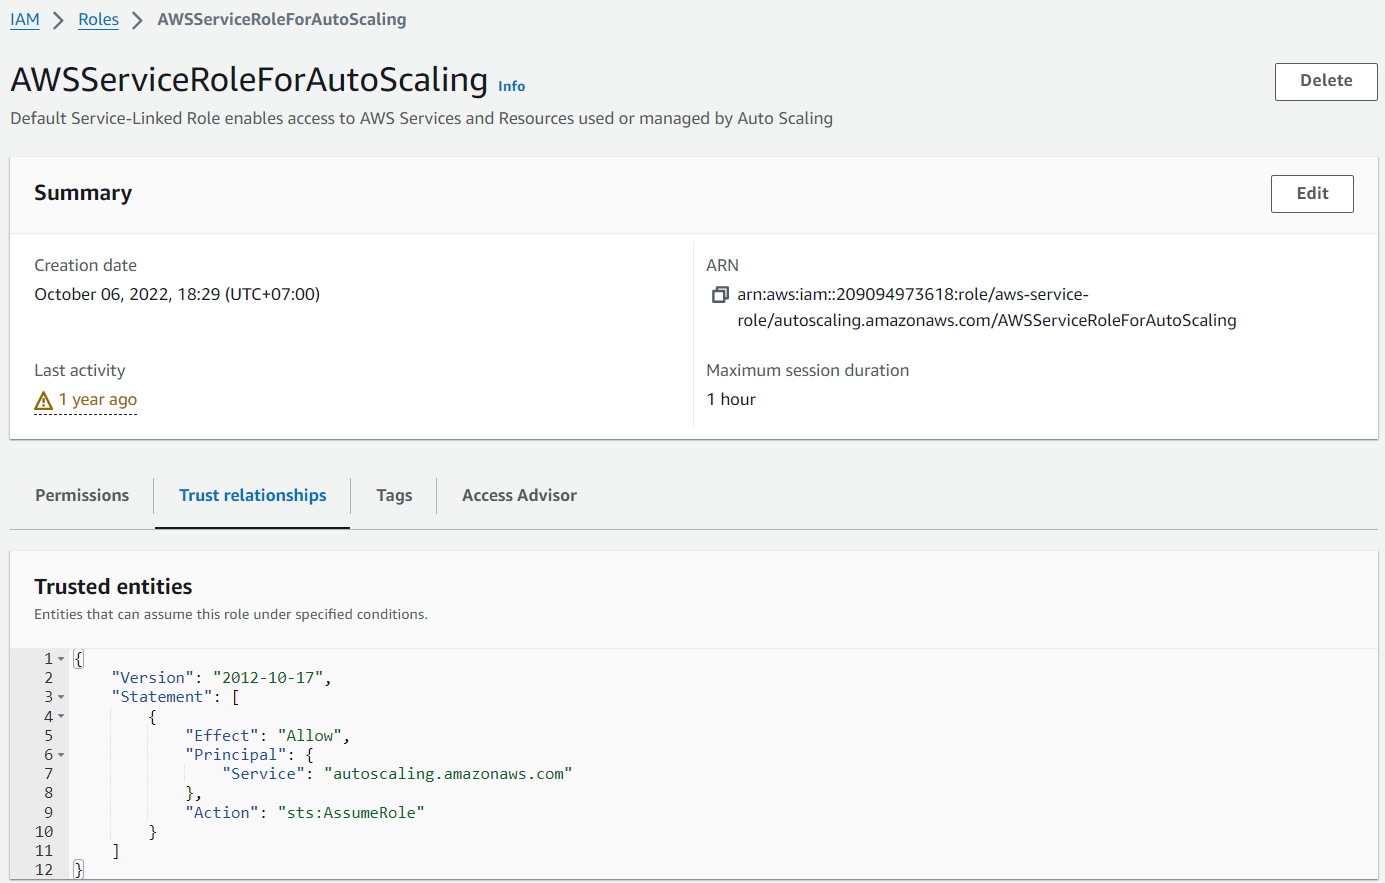 IAM > Roles > AWSServiceRoleForAutoScaling
AWSServiceRoleForAutoScaling Info
Delete
Default Service-Linked Role enables access to AWS Services and Resources used or managed by Auto Scaling
Summary
Edit
Creation date
October 06, 2022, 18:29 (UTC+07:00)
ARN
arn:aws:iam::209094973618:role/aws-service-
role/autoscaling.amazonaws.com/AWSServiceRoleForAutoScaling
Last activity
1 year ago
Maximum session duration
1 hour
Permissions
Trust relationships
Tags
Access Advisor
Trusted entities
Entities that can assume this role under specified conditions.
1 {
2     "Version": "2012-10-17",
3     "Statement": [
4         {
5             "Effect": "Allow",
6             "Principal": {
7                 "Service": "autoscaling.amazonaws.com"
8             },
9             "Action": "sts:AssumeRole"
10         }
11     ]
12 }